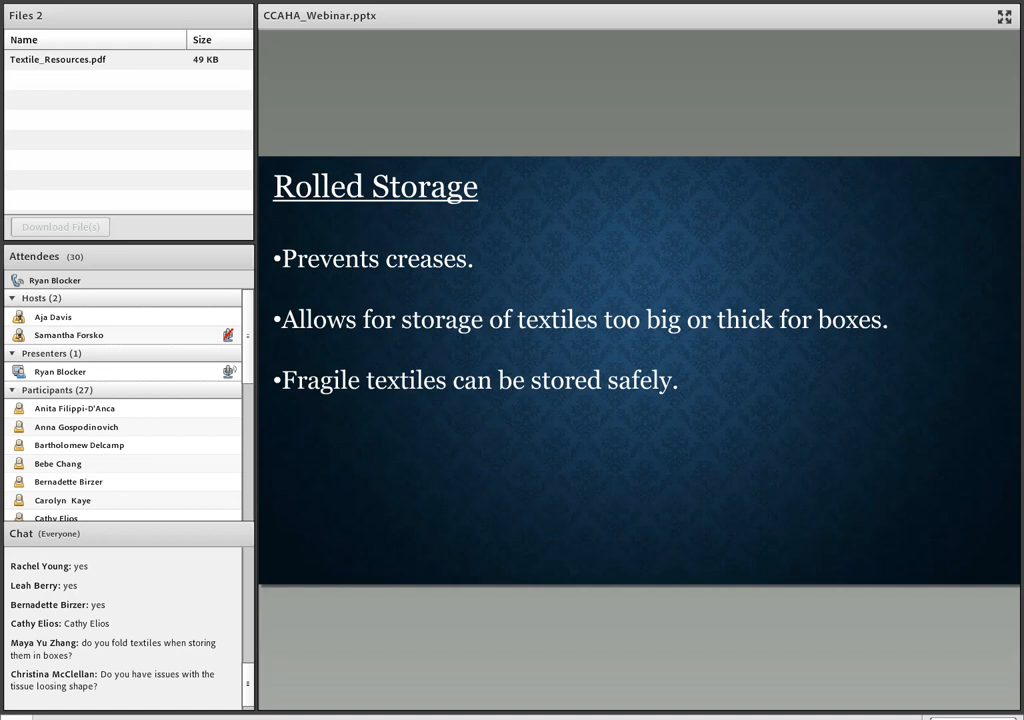 Files 2
Name Size
Textile_Resources.pdf 49 KB
Download File(s)
Attendees (30)
Ryan Blocker
Hosts (2)
Aja Davis
Samantha Forsko
Presenters (1)
Ryan Blocker
Participants (27)
Anita Filippi-D'Anca
Anna Gospodinovich
Bartholomew Delcamp
Bebe Chang
Bernadette Birzer
Carolyn Kaye
Cathy Elios
Chat (Everyone)
Rachel Young: yes
Leah Berry: yes
Bernadette Birzer: yes
Cathy Elios: Cathy Elios
Maya Yu Zhang: do you fold textiles when storing
them in boxes?
Christina McClellan: Do you have issues with the
tissue loosing shape?
CCAHA_Webinar.pptx
Rolled Storage
•Prevents creases.
•Allows for storage of textiles too big or thick for boxes.
•Fragile textiles can be stored safely.